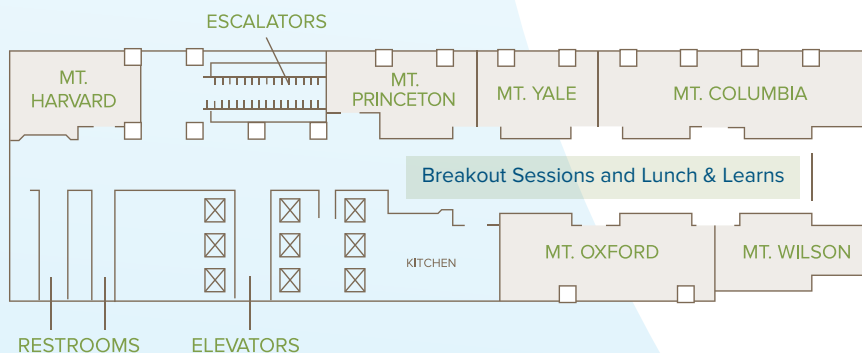 ESCALATORS
MT.
HARVARD
MT.
PRINCETON
MT. YALE
MT. COLUMBIA
Breakout Sessions and Lunch & Learns
MT. OXFORD
MT. WILSON
KITCHEN
RESTROOMS
ELEVATORS